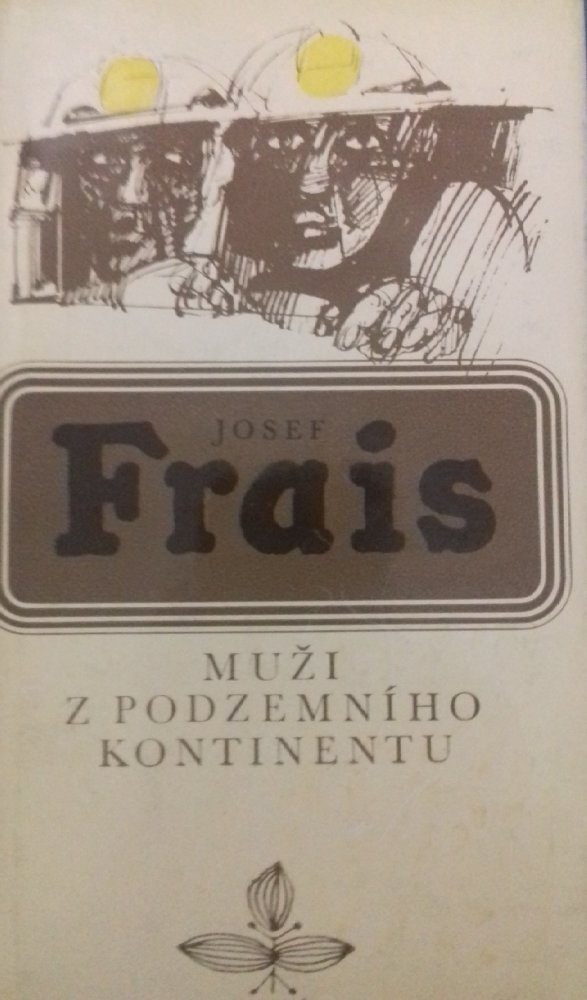 JOSEF
Frais
MUŽI
Z PODZEMNÍHO
KONTINENTU